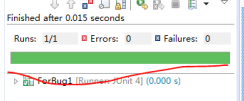 Finished after 0.015 seconds
Runs: 1/1 Errors: 0 Failures: 0
ForBug1 [Runner: JUnit 4] (0.000 s)